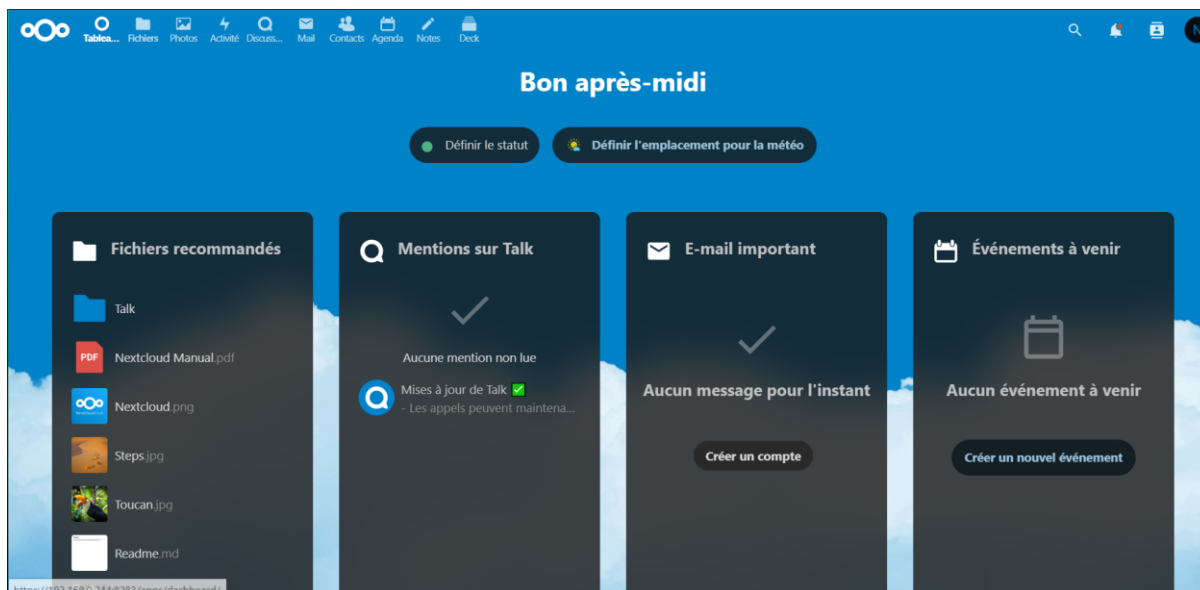 Tablea... Fichiers Photos Activité Discuss... Mail Contacts Agenda Notes Deck
N
Bon après-midi
Définir le statut
Définir l'emplacement pour la météo
Fichiers recommandés
Talk
PDF
Nextcloud Manual.pdf
Nextcloud.png
Steps.jpg
Toucan.jpg
Readme.md
Mentions sur Talk
Aucune mention non lue
Mises à jour de Talk ✅
- Les appels peuvent maintena...
E-mail important
Aucun message pour l'instant
Créer un compte
Événements à venir
Aucun événement à venir
Créer un nouvel événement